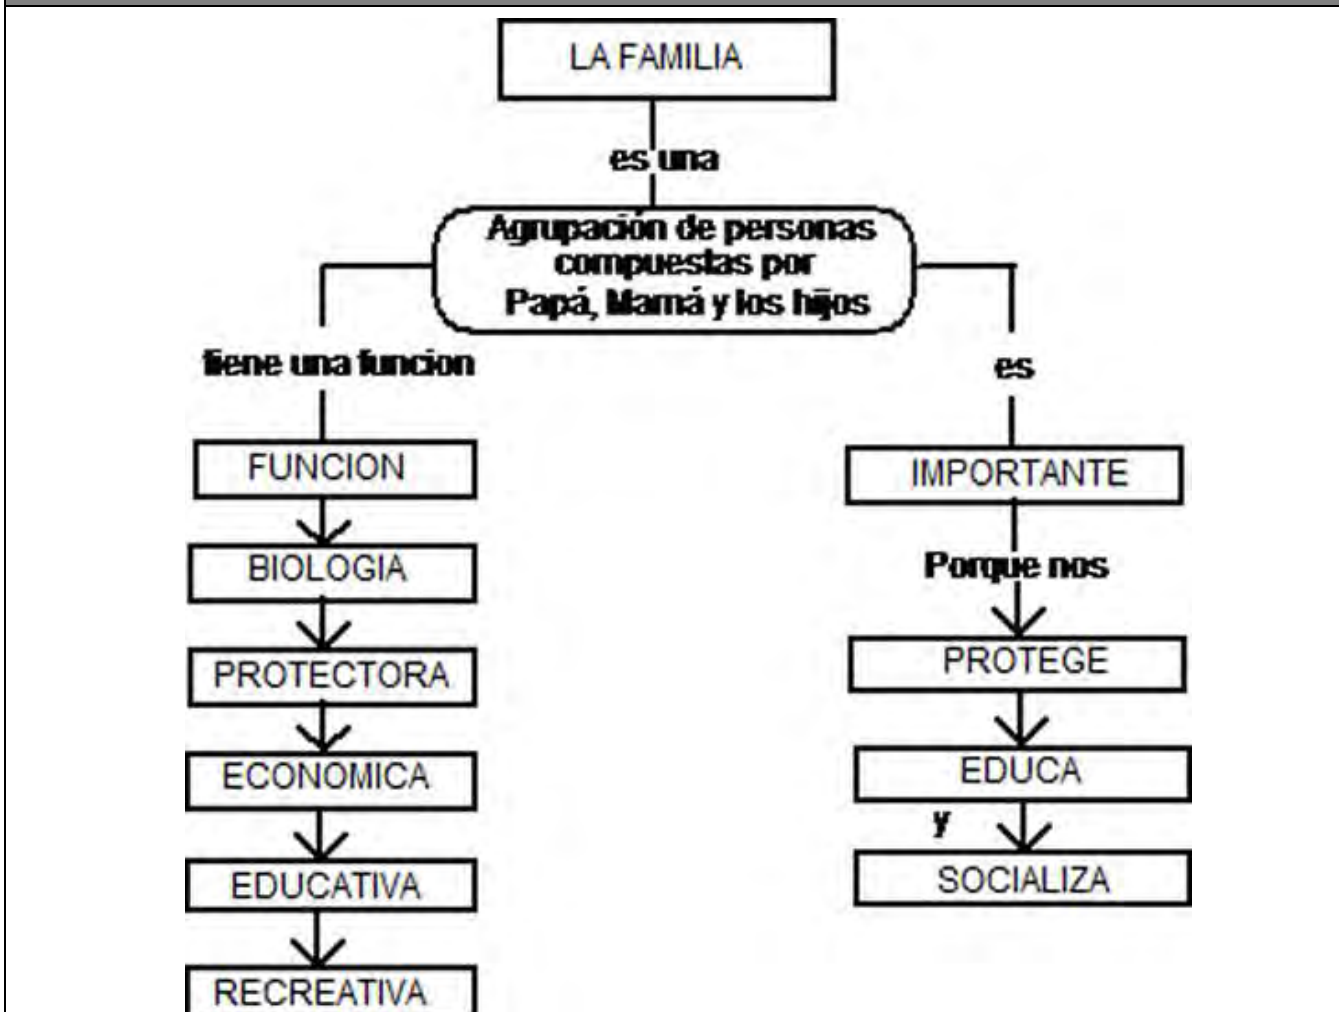 LA FAMILIA
es una
Agrupación de personas
compuestas por
Papá, Mamá y los hijos
tiene una funcion
FUNCION
BIOLOGIA
PROTECTORA
ECONOMICA
EDUCATIVA
RECREATIVA
es
IMPORTANTE
Porque nos
PROTEGE
EDUCA
y
SOCIALIZA